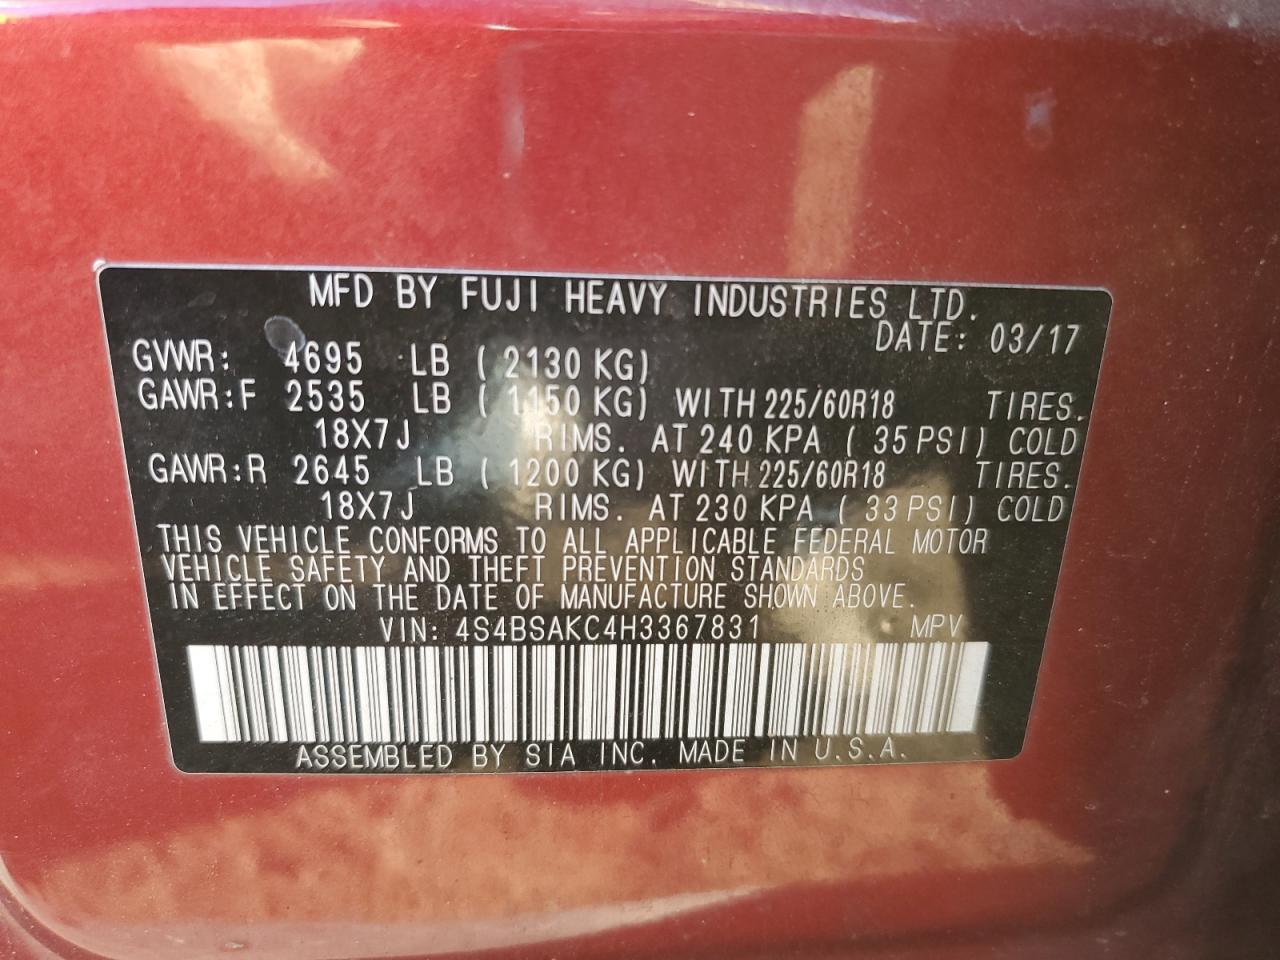 MFD BY FUJI HEAVY INDUSTRIES LTD.
DATE: 03/17
GVWR: 4695 LB ( 2130 KG)
GAWR:F 2535 LB ( 1150 KG) WITH 225/60R18 TIRES.
18X7J RIMS. AT 240 KPA ( 35 PSI) COLD
GAWR:R 2645 LB ( 1200 KG) WITH 225/60R18 TIRES.
18X7J RIMS. AT 230 KPA ( 33 PSI) COLD
THIS VEHICLE CONFORMS TO ALL APPLICABLE FEDERAL MOTOR
VEHICLE SAFETY AND THEFT PREVENTION STANDARDS
IN EFFECT ON THE DATE OF MANUFACTURE SHOWN ABOVE.
VIN: 4S4BSAKC4H3367831 MPV
ASSEMBLED BY SIA INC. MADE IN U.S.A.